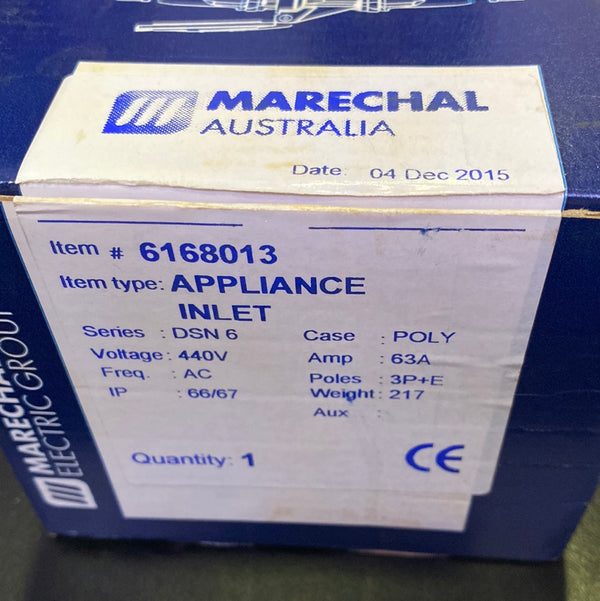 MARECHAL
AUSTRALIA
Date: 04 Dec 2015
Item # 6168013
Item type: APPLIANCE
INLET
Series : DSN 6 Case : POLY
Voltage : 440V Amp : 63A
Freq. : AC Poles : 3P+E
IP : 66/67 Weight : 217
Aux :
Quantity: 1 CE
MARECHAL
ELECTRIC GROUP